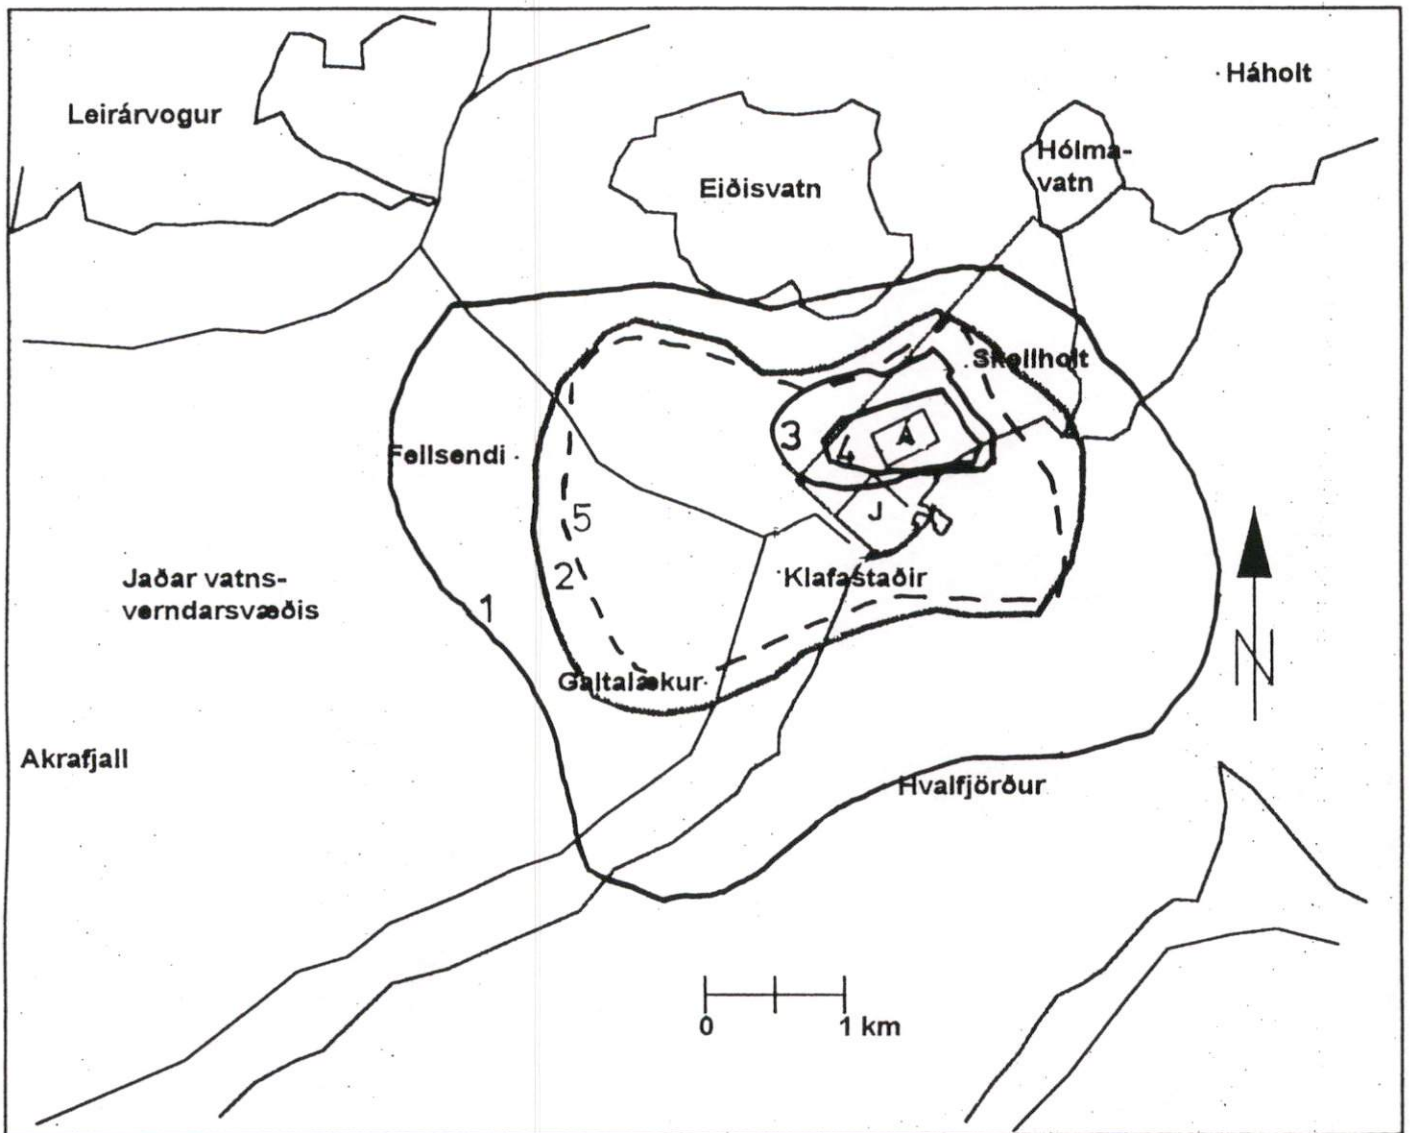 Háholt
Leirárvogur
Hólma-
vatn
Eiðisvatn
Skellholt
3
A
4
Fellsendi
5
J
2
Klafastaðir
Jaðar vatns-
verndarsvæðis
1
N
Galtalækur
Akrafjall
Hvalfjörður
0
1 km